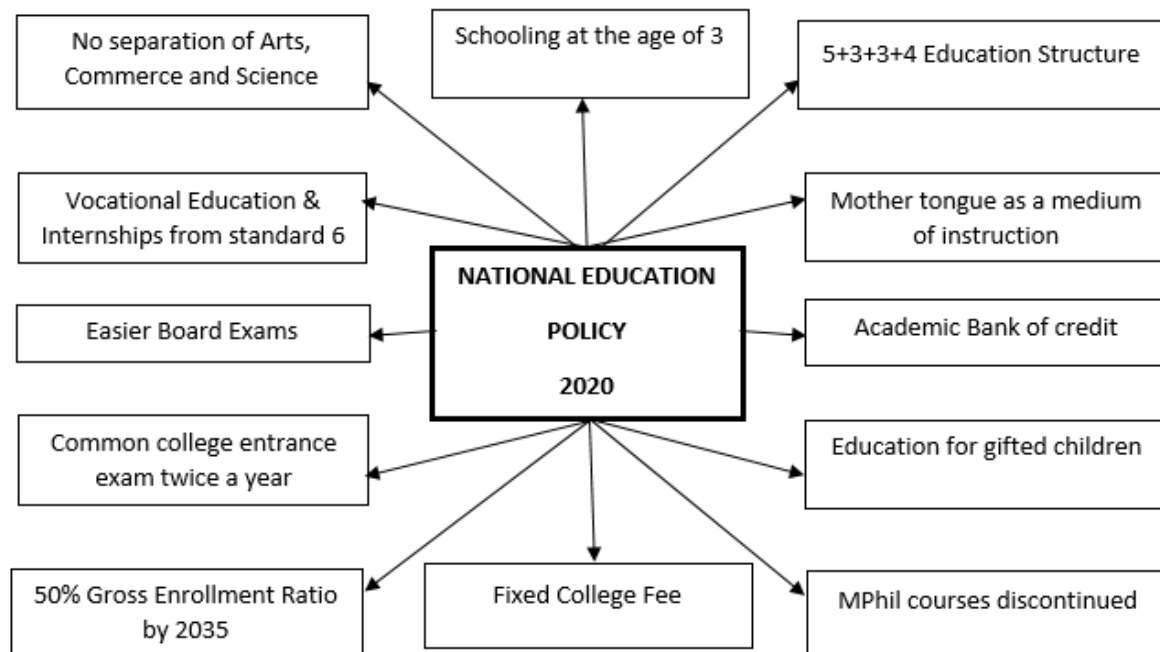 No separation of Arts,
Commerce and Science
Schooling at the age of 3
5+3+3+4 Education Structure
Vocational Education &
Internships from standard 6
Mother tongue as a medium
of instruction
NATIONAL EDUCATION
POLICY
2020
Easier Board Exams
Academic Bank of credit
Common college entrance
exam twice a year
Education for gifted children
50% Gross Enrollment Ratio
by 2035
Fixed College Fee
MPhil courses discontinued